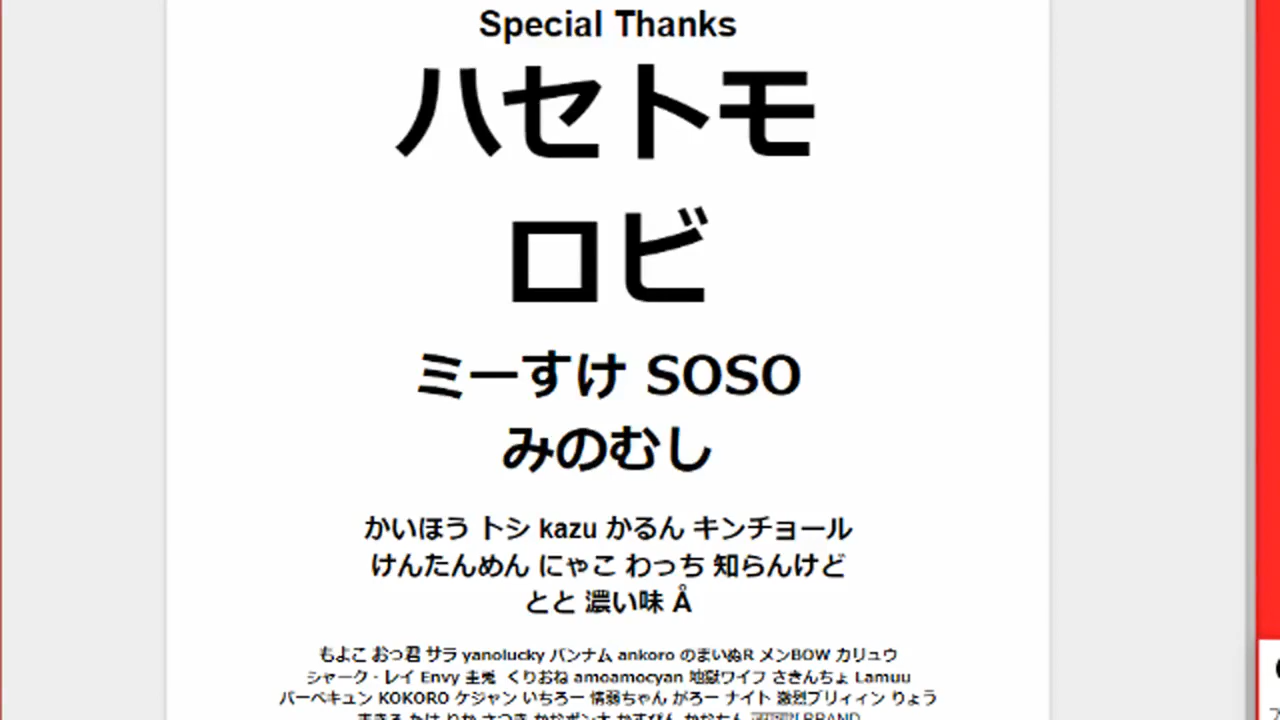 Special Thanks
ハセトモ
ロビ
ミーすけ SOSO
みのむし
かいほう トシ kazu かるん キンチョール
けんたんめん にゃこ わっち 知らんけど
とと 濃い味 Å
もよこ おっ君 サラ yanolucky バンナム ankoro のまいぬR メンBOW カリュウ
シャーク・レイ Envy 圭兎 くりおね amoamocyan 地獄ワイフ さきんちょ Lamuu
バーベキュン KOKORO ケジャン いちろー 情弱ちゃん がろー ナイト 激烈ブリィィン りょう